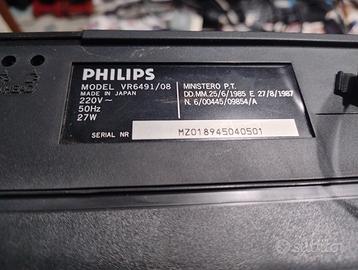 PHILIPS
MODEL VR6491/08
MADE IN JAPAN
220V~
50Hz
27W
MINISTERO P.T.
DD.MM.25/6/1985 E 27/8/1987
N. 6/00445/09854/A
SERIAL NR
MZ018945040501
subito